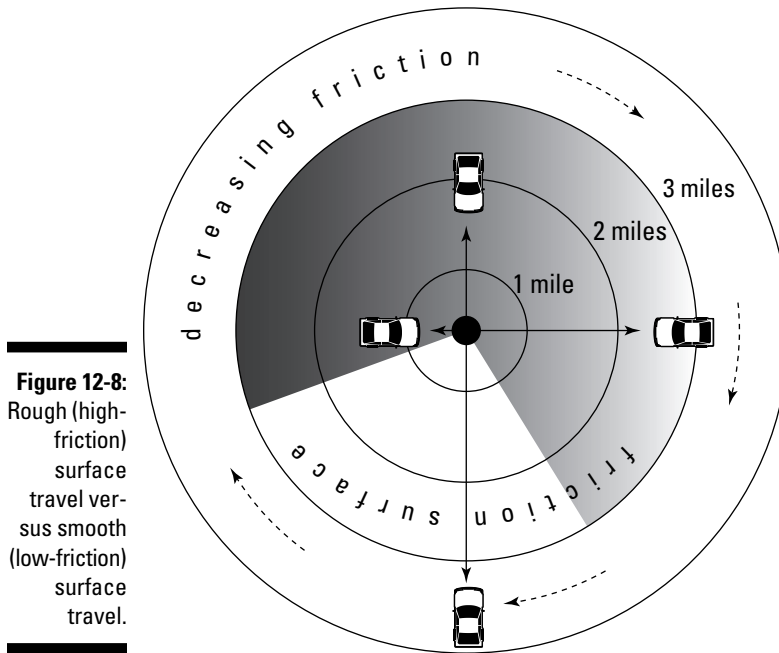 decreasing friction
3 miles
2 miles
1 mile
friction surface
Figure 12-8:
Rough (high-
friction)
surface
travel ver-
sus smooth
(low-friction)
surface
travel.